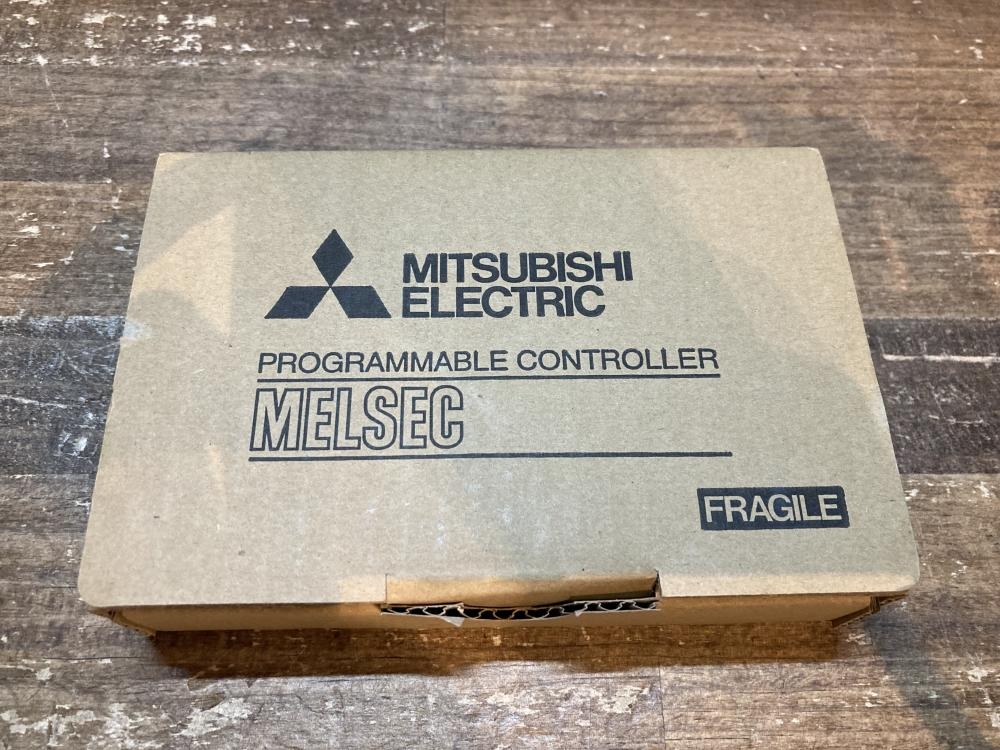 MITSUBISHI
ELECTRIC
PROGRAMMABLE CONTROLLER
MELSEC
FRAGILE